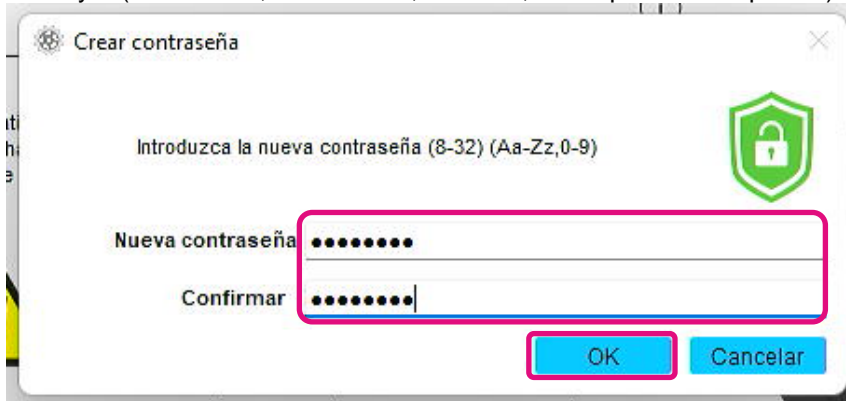 Crear contraseña
Introduzca la nueva contraseña (8-32) (Aa-Zz,0-9)
Nueva contraseña ●●●●●●●●
Confirmar ●●●●●●●●
OK Cancelar